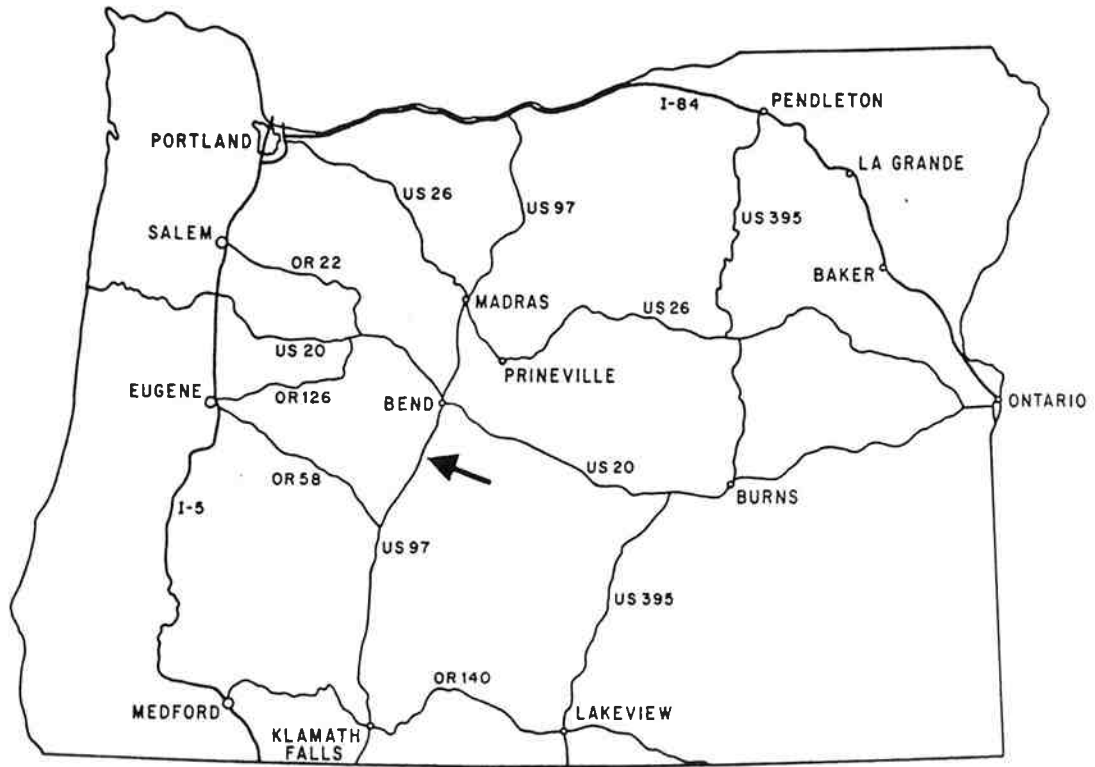 I-84
PENDLETON
PORTLAND
LA GRANDE
US 26
US 97
US 395
SALEM
OR 22
BAKER
MADRAS
US 26
US 20
PRINEVILLE
EUGENE
OR 126
BEND
ONTARIO
OR 58
US 20
BURNS
I-5
US 97
US 395
OR 140
MEDFORD
LAKEVIEW
KLAMATH
FALLS